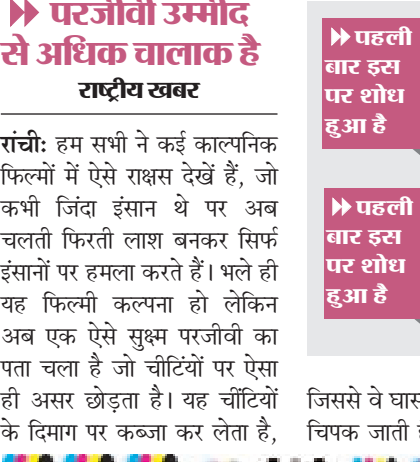 परजीवी उम्मीद
से अधिक चालाक है
राष्ट्रीय खबर
रांची: हम सभी ने कई काल्पनिक
फिल्मों में ऐसे राक्षस देखें हैं, जो
कभी जिंदा इंसान थे पर अब
चलती फिरती लाश बनकर सिर्फ
इंसानों पर हमला करते हैं। भले ही
यह फिल्मी कल्पना हो लेकिन
अब एक ऐसे सुक्ष्म परजीवी का
पता चला है जो चीटिंयों पर ऐसा
ही असर छोड़ता है। यह चींटियों
के दिमाग पर कब्जा कर लेता है,
पहली
बार इस
पर शोध
हुआ है
पहली
बार इस
पर शोध
हुआ है
जिससे वे घास
चिपक जाती